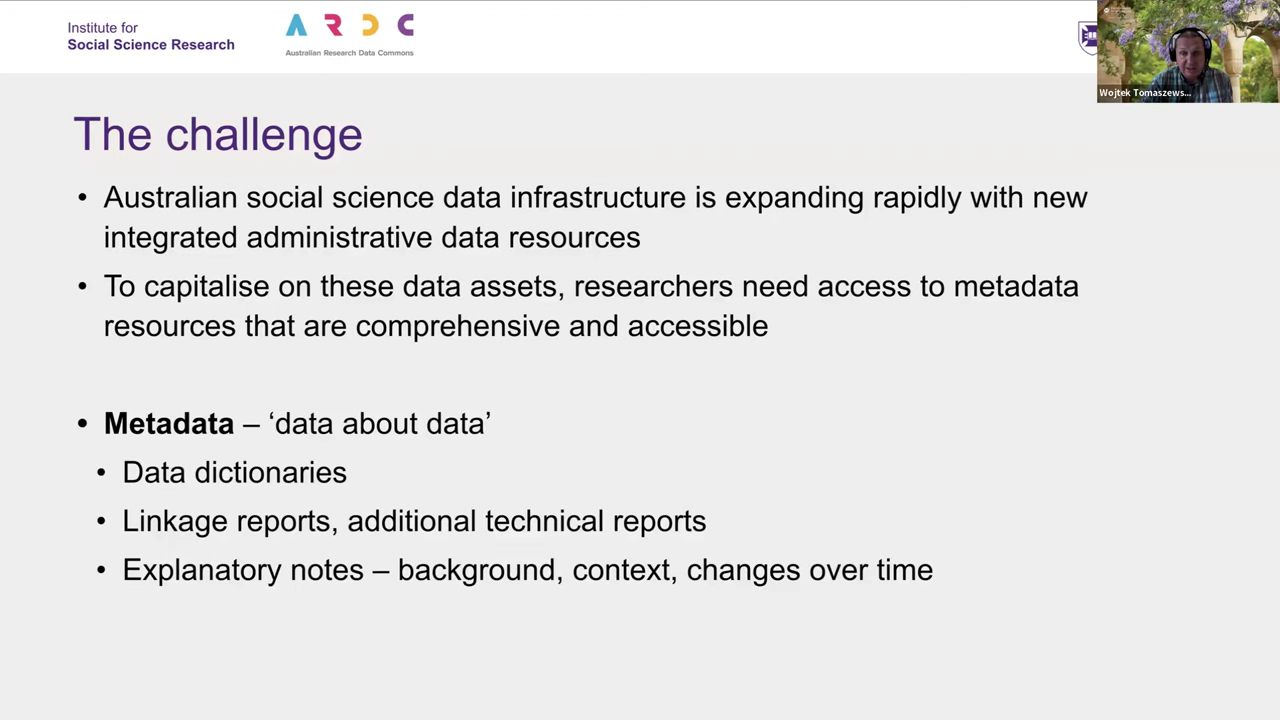 Institute for
Social Science Research
ARDC
Australian Research Data Commons
Wojtek Tomaszews...
The challenge
• Australian social science data infrastructure is expanding rapidly with new
integrated administrative data resources
• To capitalise on these data assets, researchers need access to metadata
resources that are comprehensive and accessible
• Metadata – ‘data about data’
• Data dictionaries
• Linkage reports, additional technical reports
• Explanatory notes – background, context, changes over time